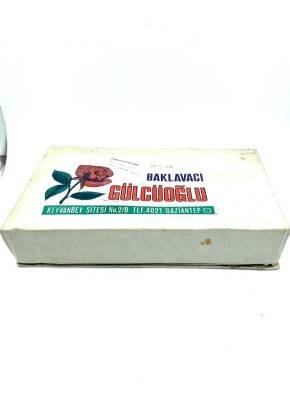 BAKLAVACI
GÜLCÜOĞLU
KEYVANBEY SİTESİ No.2/B TLF.4021 GAZİANTEP